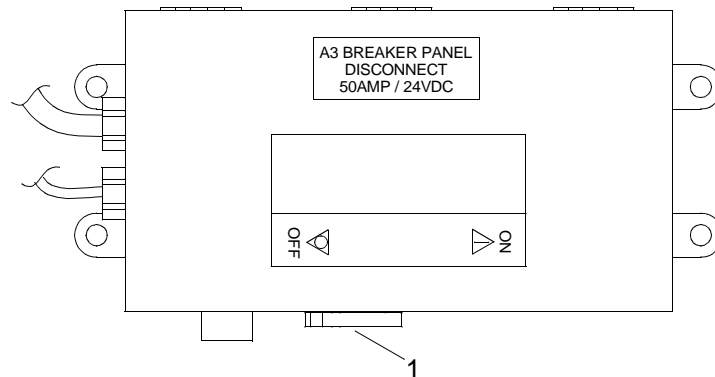 A3 BREAKER PANEL
DISCONNECT
50AMP / 24VDC
OFF
ON
1